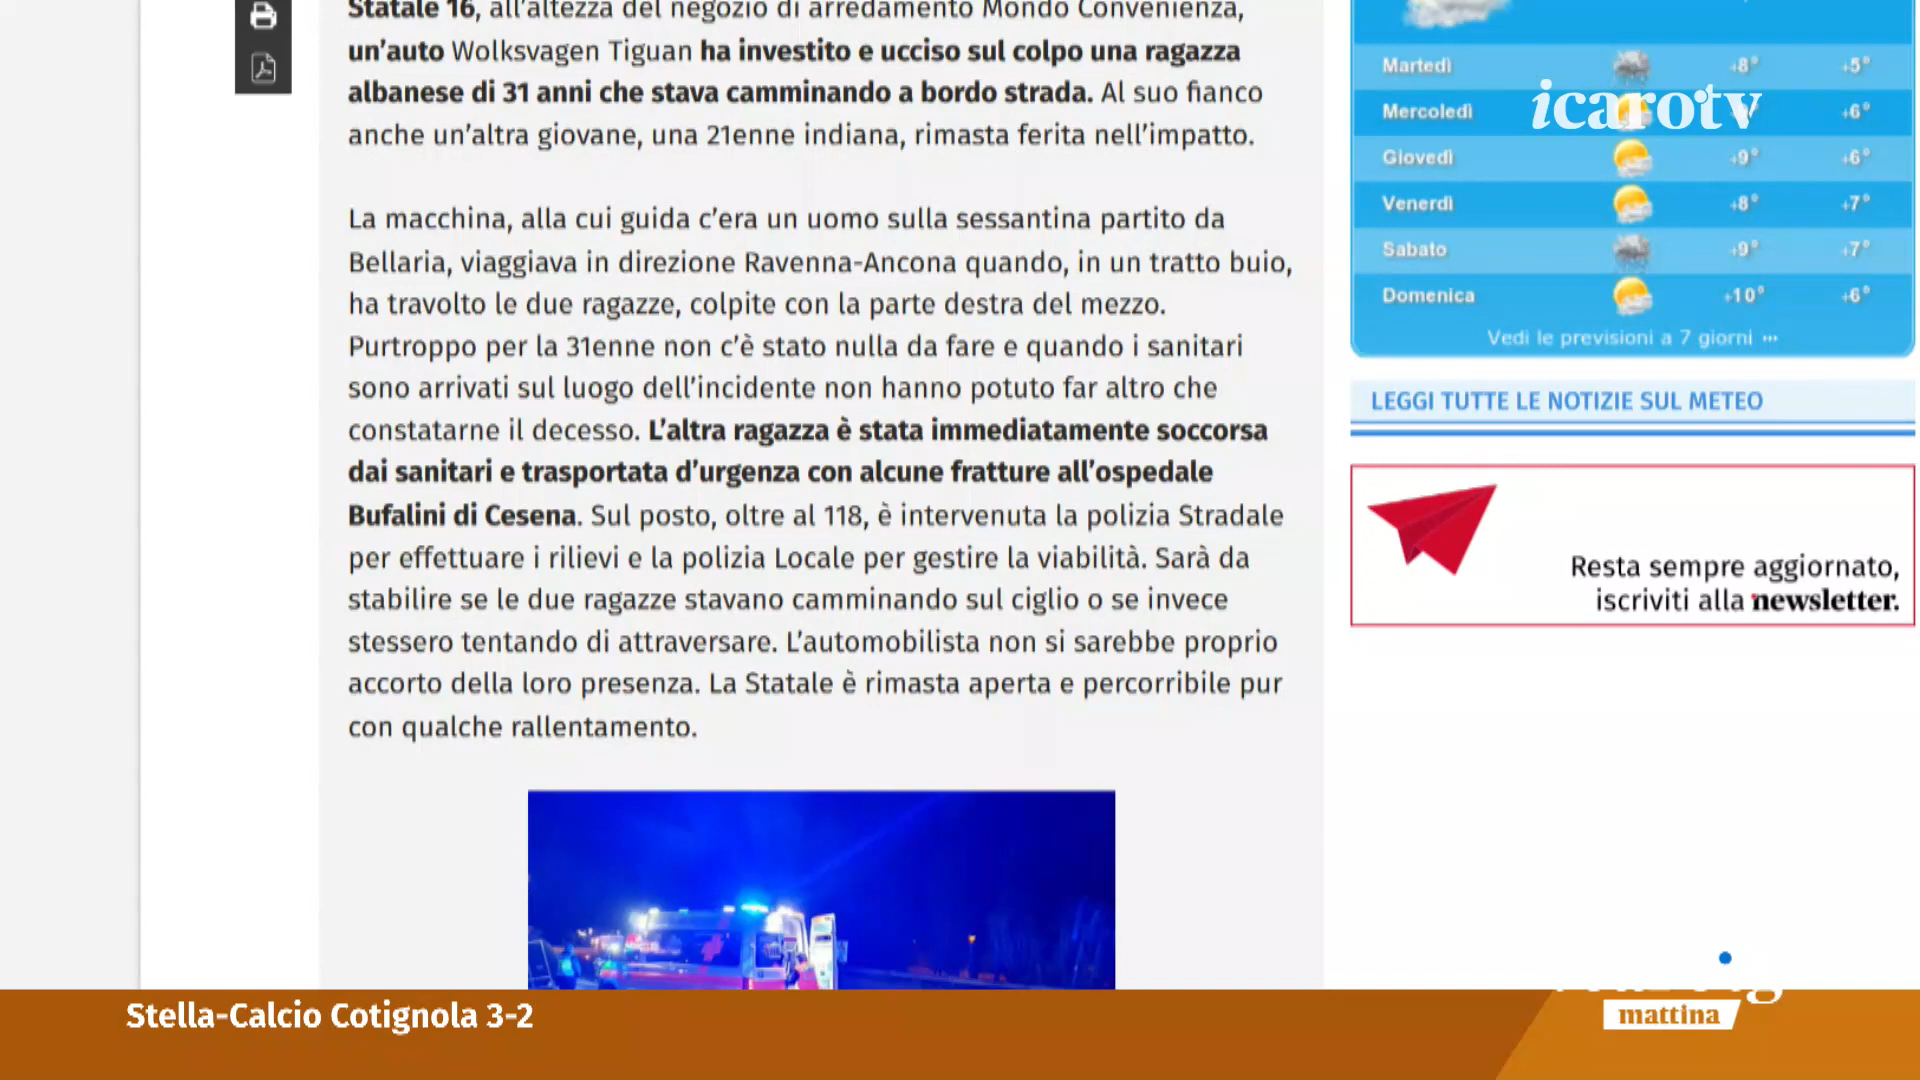 Statale 16, all'altezza del negozio di arredamento Mondo Convenienza,
un'auto Wolksvagen Tiguan ha investito e ucciso sul colpo una ragazza
albanese di 31 anni che stava camminando a bordo strada. Al suo fianco
anche un'altra giovane, una 21enne indiana, rimasta ferita nell'impatto.
La macchina, alla cui guida c'era un uomo sulla sessantina partito da
Bellaria, viaggiava in direzione Ravenna-Ancona quando, in un tratto buio,
ha travolto le due ragazze, colpite con la parte destra del mezzo.
Purtroppo per la 31enne non c'è stato nulla da fare e quando i sanitari
sono arrivati sul luogo dell'incidente non hanno potuto far altro che
constatarne il decesso. L'altra ragazza è stata immediatamente soccorsa
dai sanitari e trasportata d'urgenza con alcune fratture all'ospedale
Bufalini di Cesena. Sul posto, oltre al 118, è intervenuta la polizia Stradale
per effettuare i rilievi e la polizia Locale per gestire la viabilità. Sarà da
stabilire se le due ragazze stavano camminando sul ciglio o se invece
stessero tentando di attraversare. L'automobilista non si sarebbe proprio
accorto della loro presenza. La Statale è rimasta aperta e percorribile pur
con qualche rallentamento.
Martedì +8° +5°
Mercoledì +6°
icarotv
Giovedì +9° +6°
Venerdì +8° +7°
Sabato +9° +7°
Domenica +10° +6°
Vedi le previsioni a 7 giorni ···
LEGGI TUTTE LE NOTIZIE SUL METEO
Resta sempre aggiornato,
iscriviti alla newsletter.
Stella-Calcio Cotignola 3-2
mattina